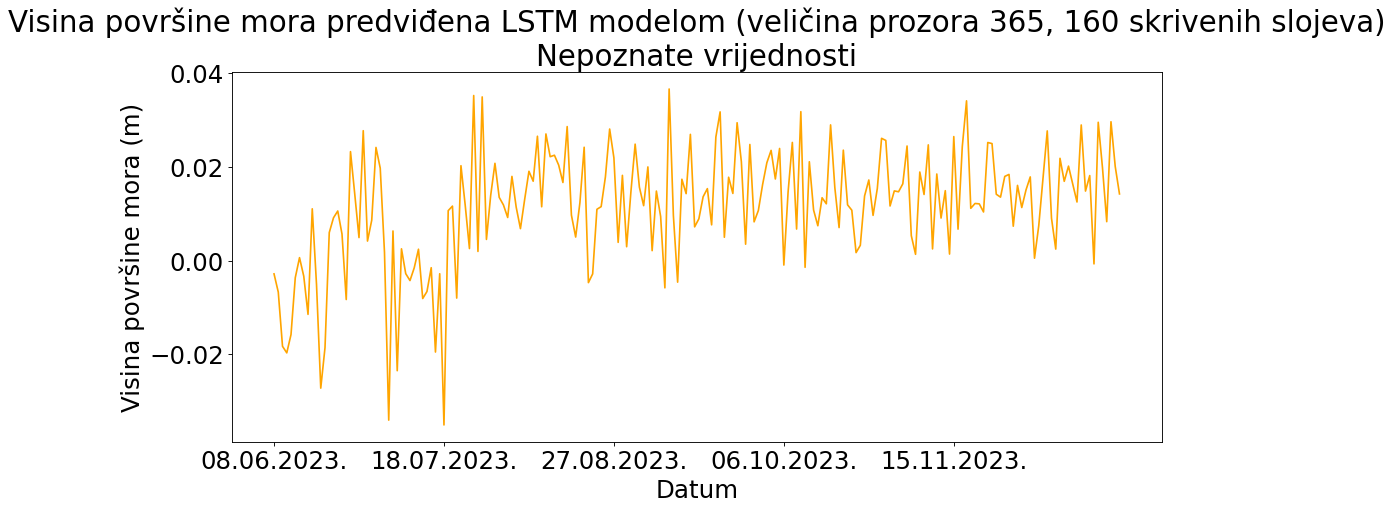 Visina površine mora predviđena LSTM modelom (veličina prozora 365, 160 skrivenih slojeva)
Nepoznate vrijednosti
Visina površine mora (m)
0.04
0.02
0.00
−0.02
08.06.2023. 18.07.2023. 27.08.2023. 06.10.2023. 15.11.2023.
Datum